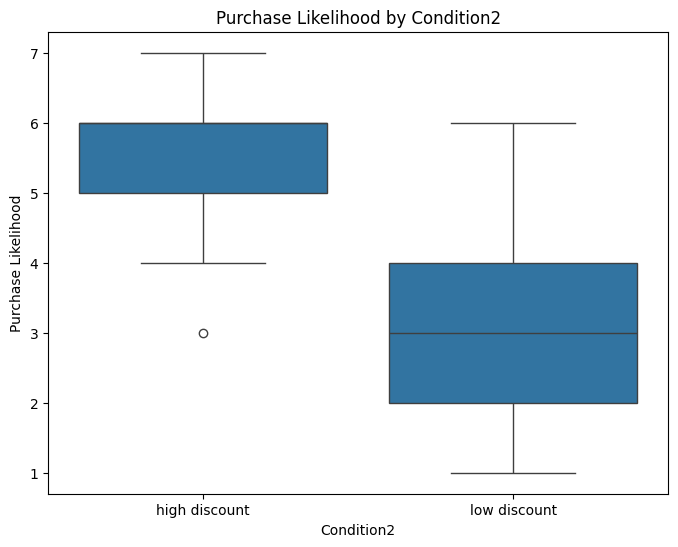 Purchase Likelihood by Condition2
Purchase Likelihood
7
6
5
4
3
2
1
high discount
low discount
Condition2